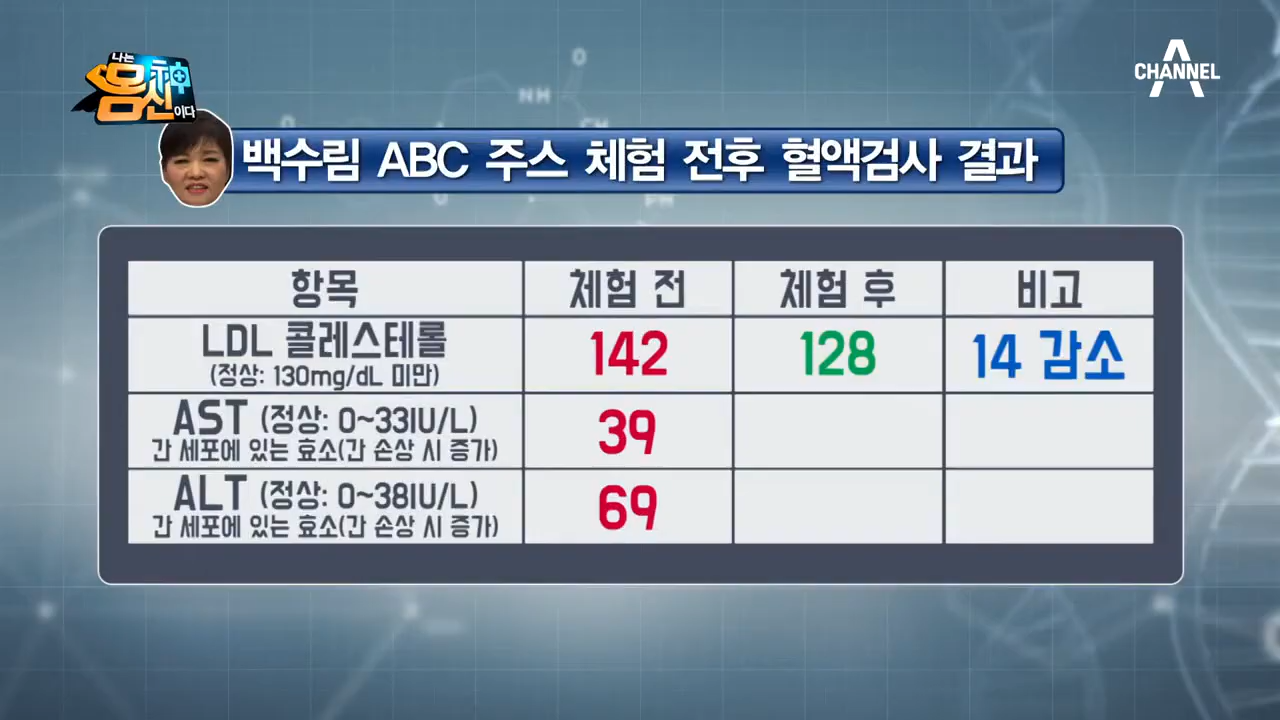 나는
몸神신이다
CHANNEL A
백수림 ABC 주스 체험 전후 혈액검사 결과
NH
O
항목 체험 전 체험 후 비고
LDL 콜레스테롤 142 128 14 감소
(정상: 130mg/dL 미만)
AST (정상: 0~33IU/L) 39
간 세포에 있는 효소(간 손상 시 증가)
ALT (정상: 0~38IU/L) 69
간 세포에 있는 효소(간 손상 시 증가)